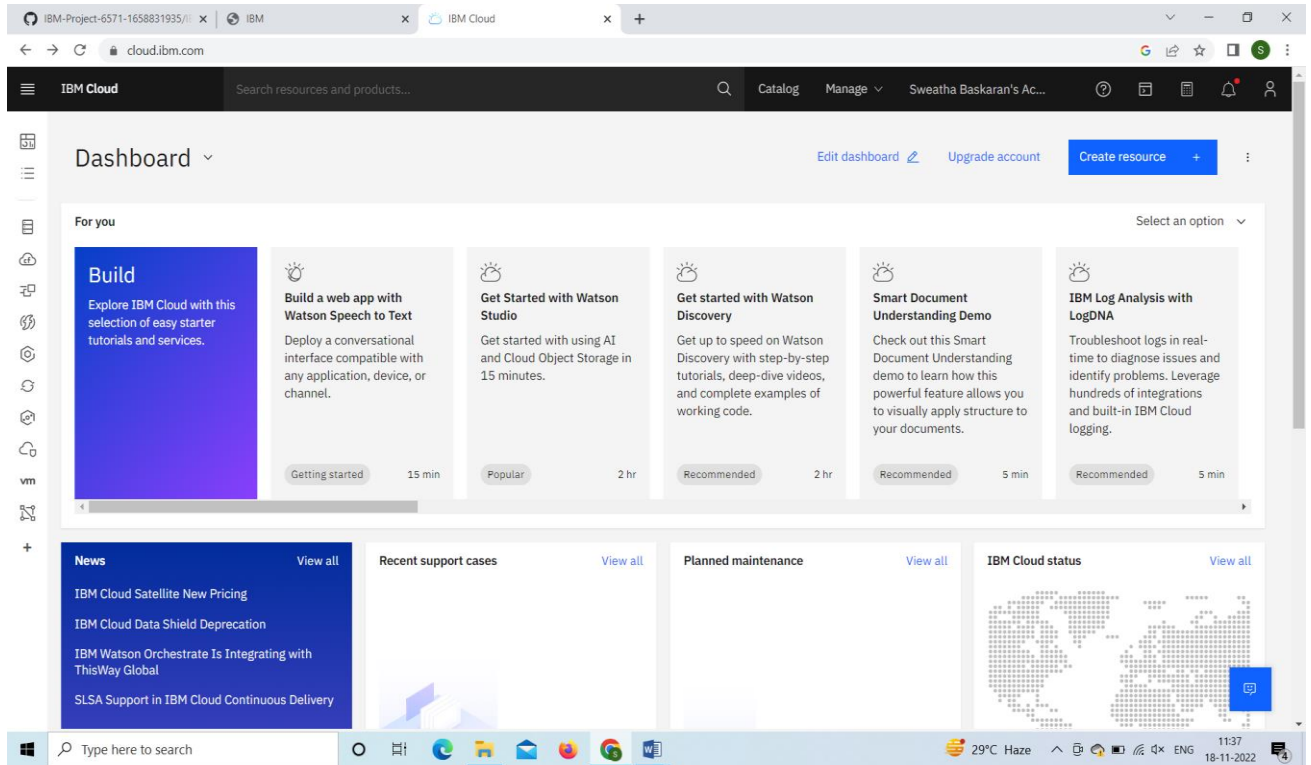 IBM-Project-6571-1658831935/I
IBM
IBM Cloud
cloud.ibm.com
G
S
IBM Cloud
Search resources and products...
Catalog
Manage
Sweatha Baskaran's Ac...
Dashboard
Edit dashboard
Upgrade account
Create resource +
For you
Select an option
Build
Explore IBM Cloud with this
selection of easy starter
tutorials and services.
Build a web app with
Watson Speech to Text
Deploy a conversational
interface compatible with
any application, device, or
channel.
Getting started
15 min
Get Started with Watson
Studio
Get started with using AI
and Cloud Object Storage in
15 minutes.
Popular
2 hr
Get started with Watson
Discovery
Get up to speed on Watson
Discovery with step-by-step
tutorials, deep-dive videos,
and complete examples of
working code.
Recommended
2 hr
Smart Document
Understanding Demo
Check out this Smart
Document Understanding
demo to learn how this
powerful feature allows you
to visually apply structure to
your documents.
Recommended
5 min
IBM Log Analysis with
LogDNA
Troubleshoot logs in real-
time to diagnose issues and
identify problems. Leverage
hundreds of integrations
and built-in IBM Cloud
logging.
Recommended
5 min
vm
News
View all
IBM Cloud Satellite New Pricing
IBM Cloud Data Shield Deprecation
IBM Watson Orchestrate Is Integrating with
ThisWay Global
SLSA Support in IBM Cloud Continuous Delivery
Recent support cases
View all
Planned maintenance
View all
IBM Cloud status
View all
Type here to search
29°C Haze
ENG
11:37
18-11-2022
4